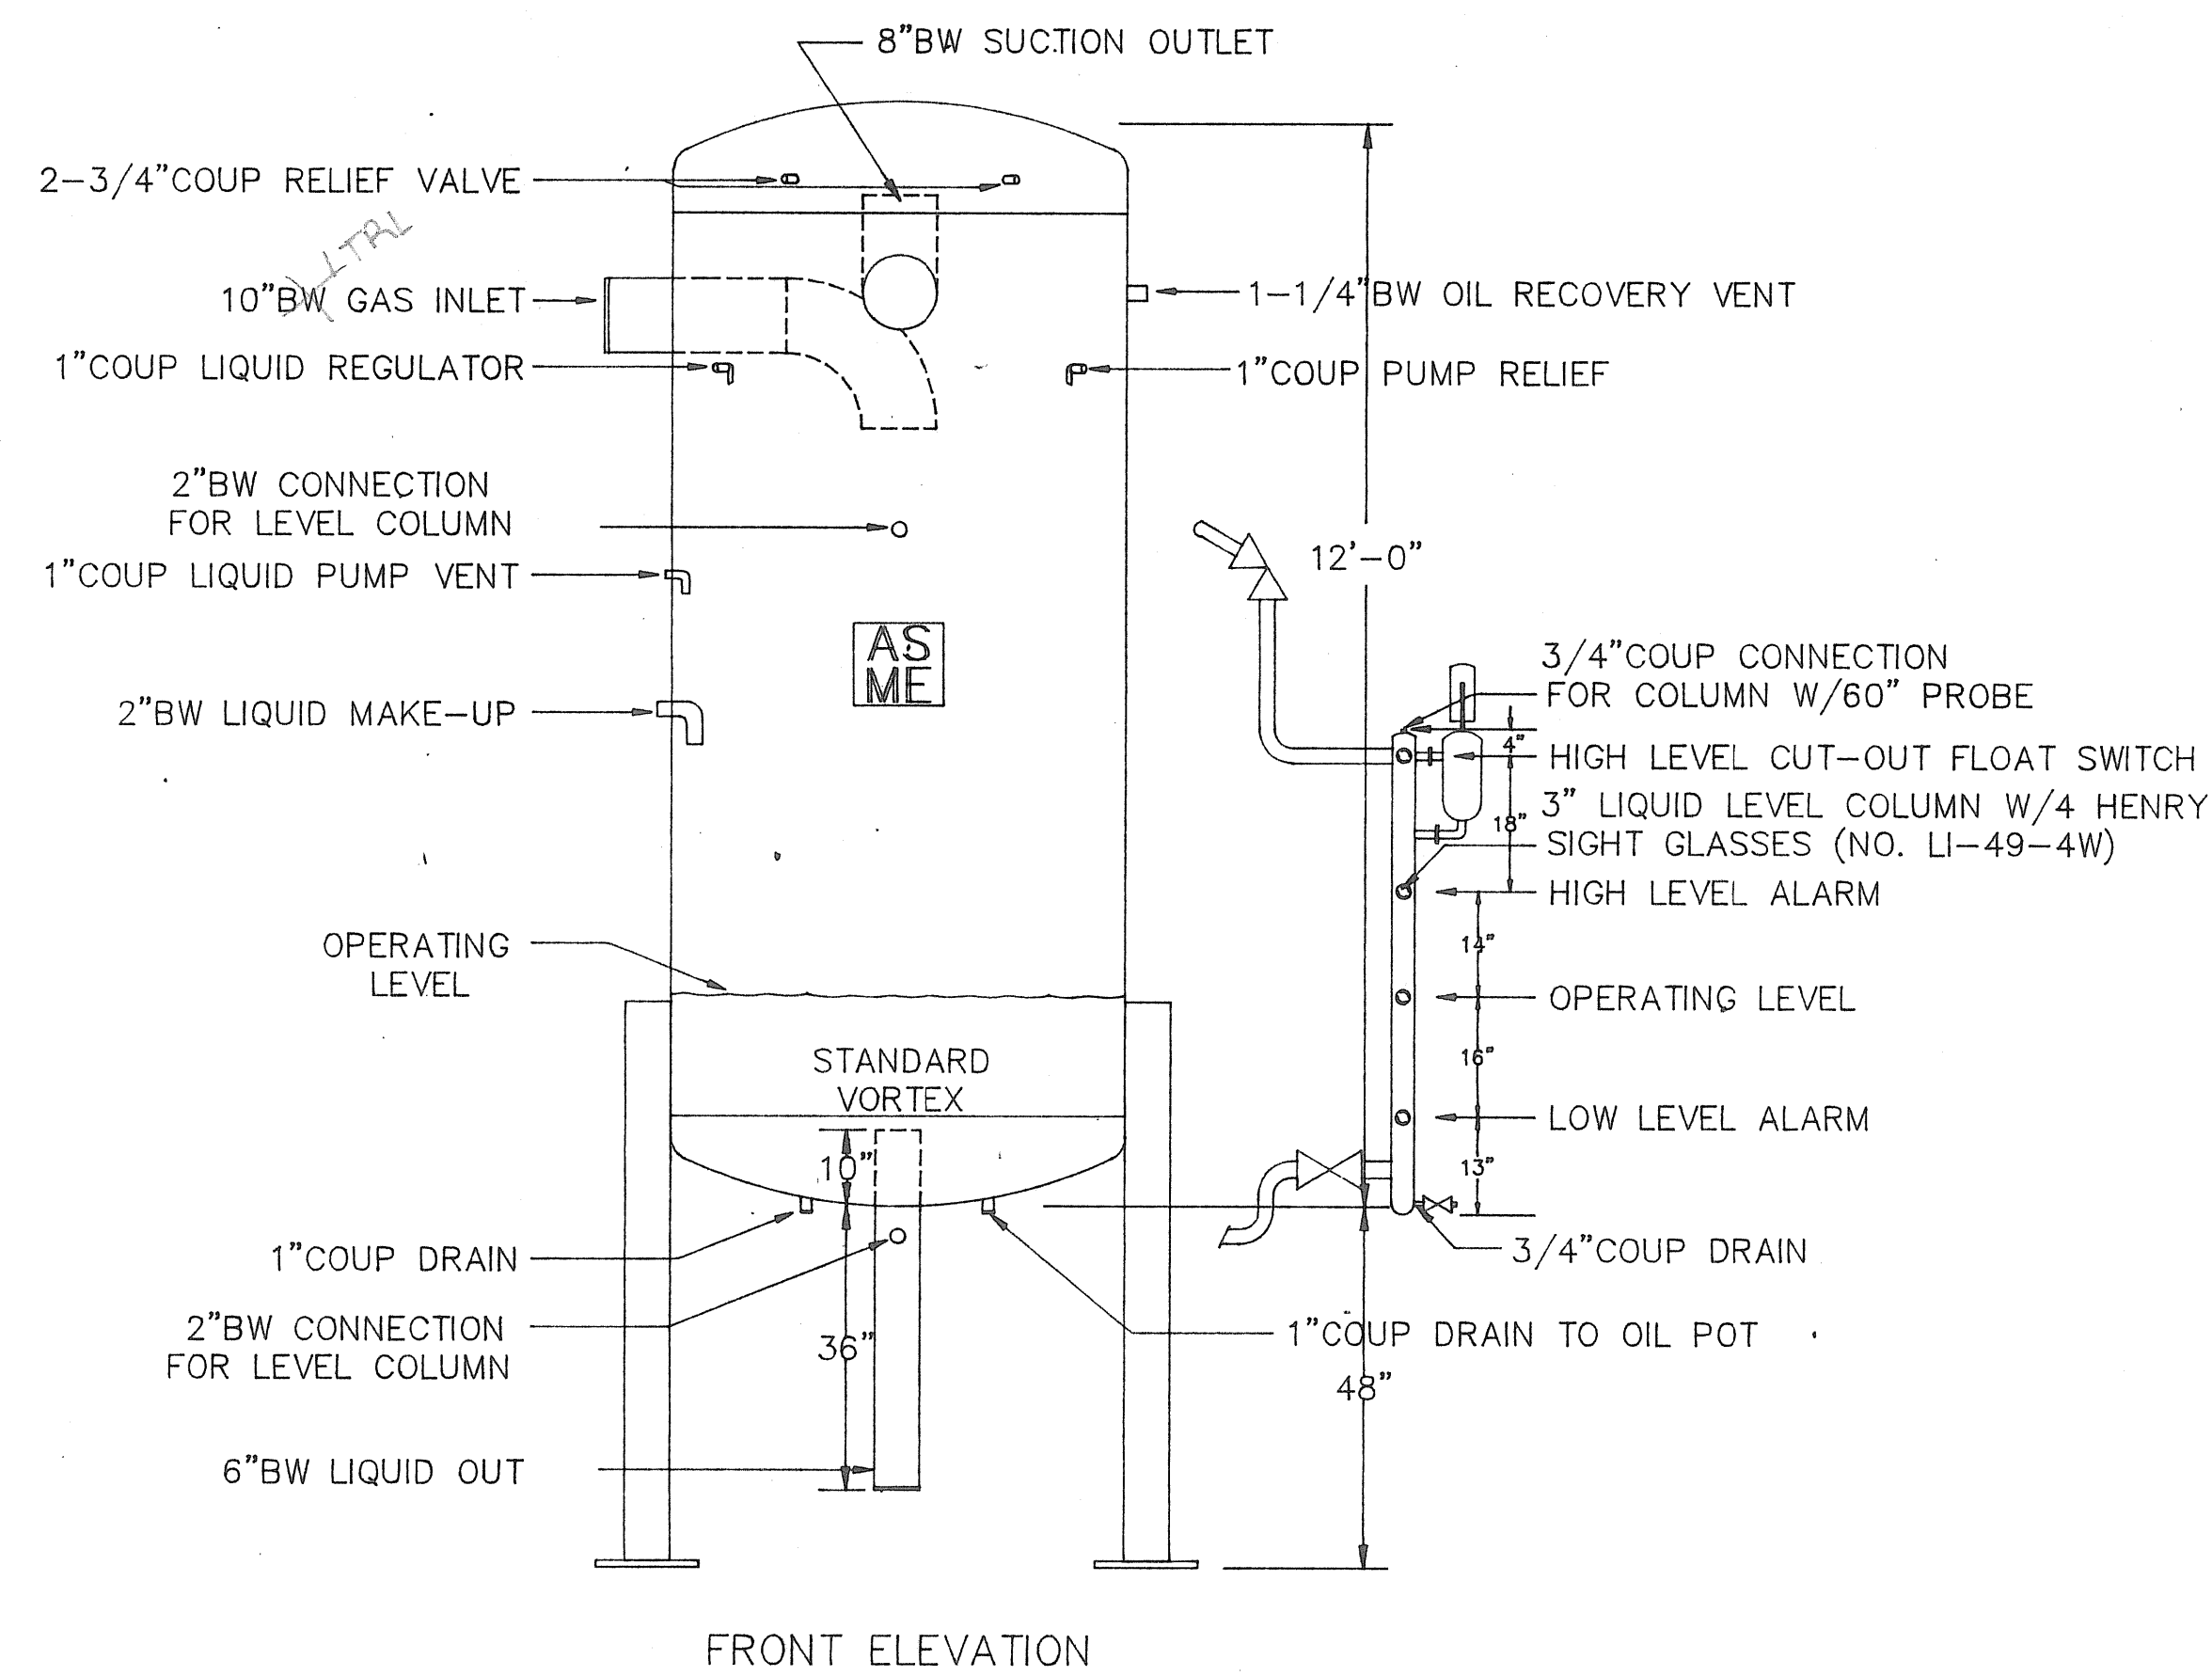 8"BW SUCTION OUTLET
2-3/4"COUP RELIEF VALVE
10"BW GAS INLET
1-1/4"BW OIL RECOVERY VENT
1"COUP LIQUID REGULATOR
1"COUP PUMP RELIEF
2"BW CONNECTION
FOR LEVEL COLUMN
12'-0"
1"COUP LIQUID PUMP VENT
AS
ME
3/4"COUP CONNECTION
FOR COLUMN W/60" PROBE
2"BW LIQUID MAKE-UP
4"
HIGH LEVEL CUT-OUT FLOAT SWITCH
3" LIQUID LEVEL COLUMN W/4 HENRY
18"
SIGHT GLASSES (NO. LI-49-4W)
HIGH LEVEL ALARM
OPERATING
LEVEL
14"
OPERATING LEVEL
STANDARD
VORTEX
16"
LOW LEVEL ALARM
10"
13"
1"COUP DRAIN
3/4"COUP DRAIN
2"BW CONNECTION
FOR LEVEL COLUMN
36"
1"COUP DRAIN TO OIL POT
48"
6"BW LIQUID OUT
FRONT ELEVATION